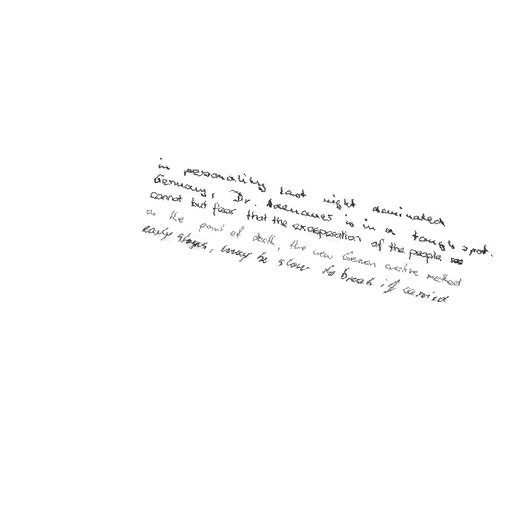 in personality last night dominated
Germany, Dr. Adenauer is in a tough spot.
cannot but fear that the exasperation of the people
as the point of death, the new German creative method
early stages, may be slow to break if carried